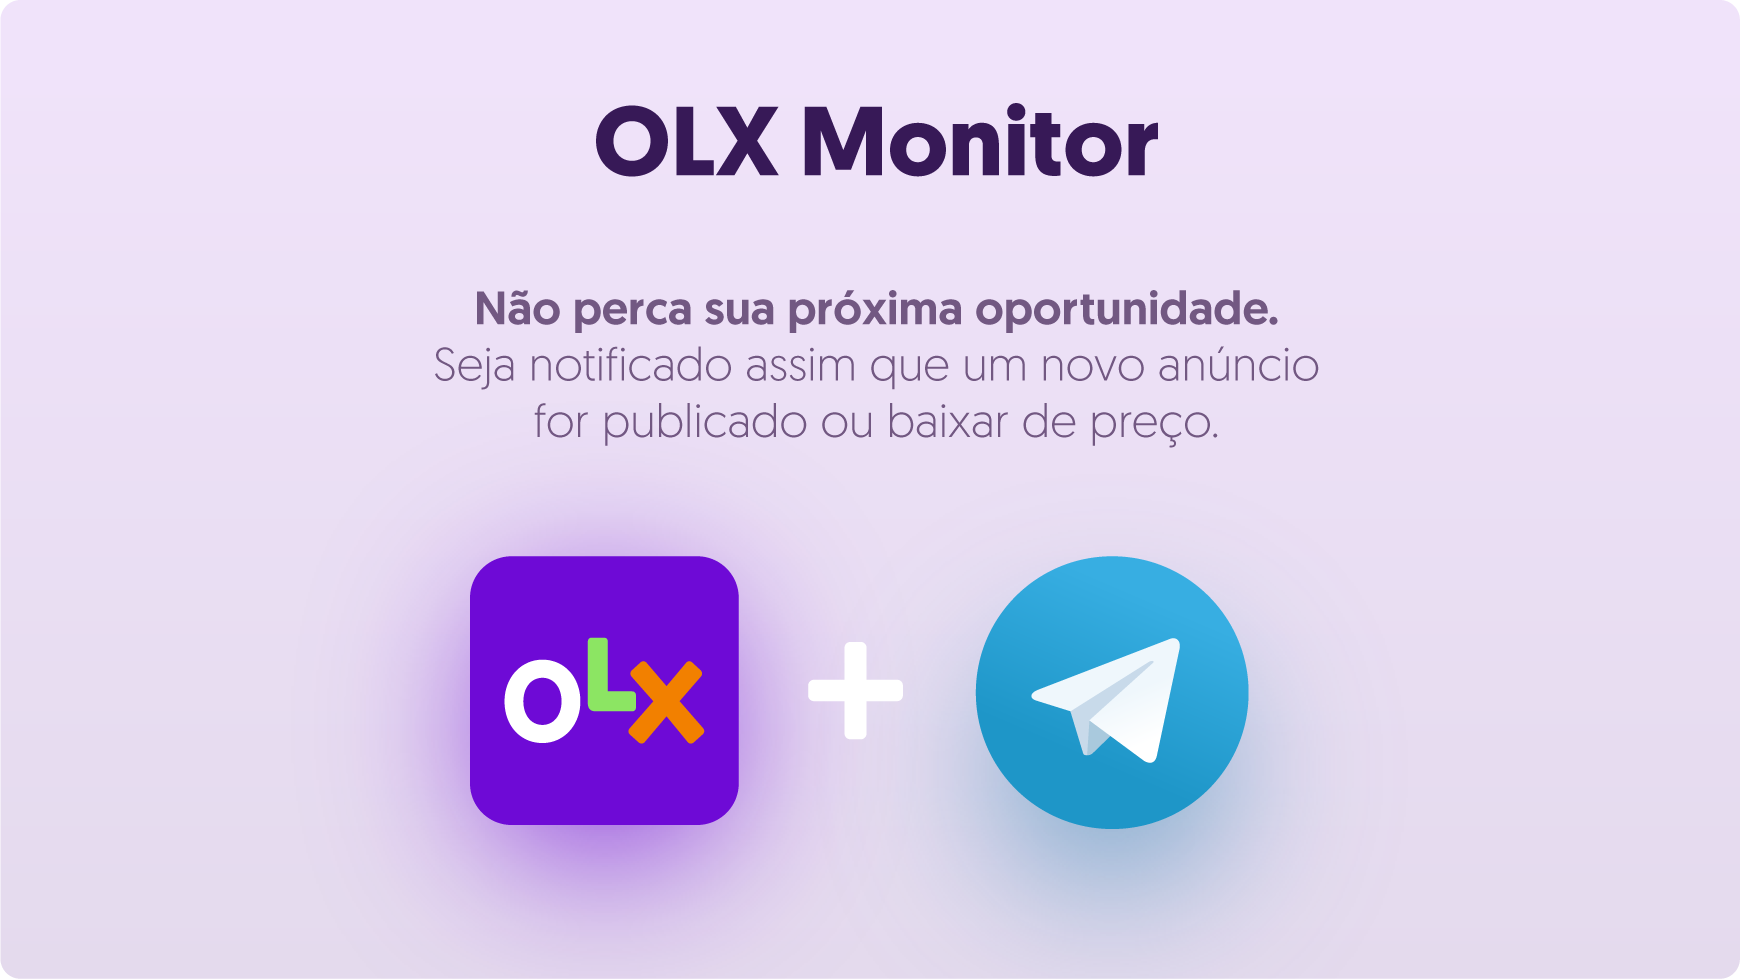 OLX Monitor
Não perca sua próxima oportunidade.
Seja notificado assim que um novo anúncio
for publicado ou baixar de preço.
oLx